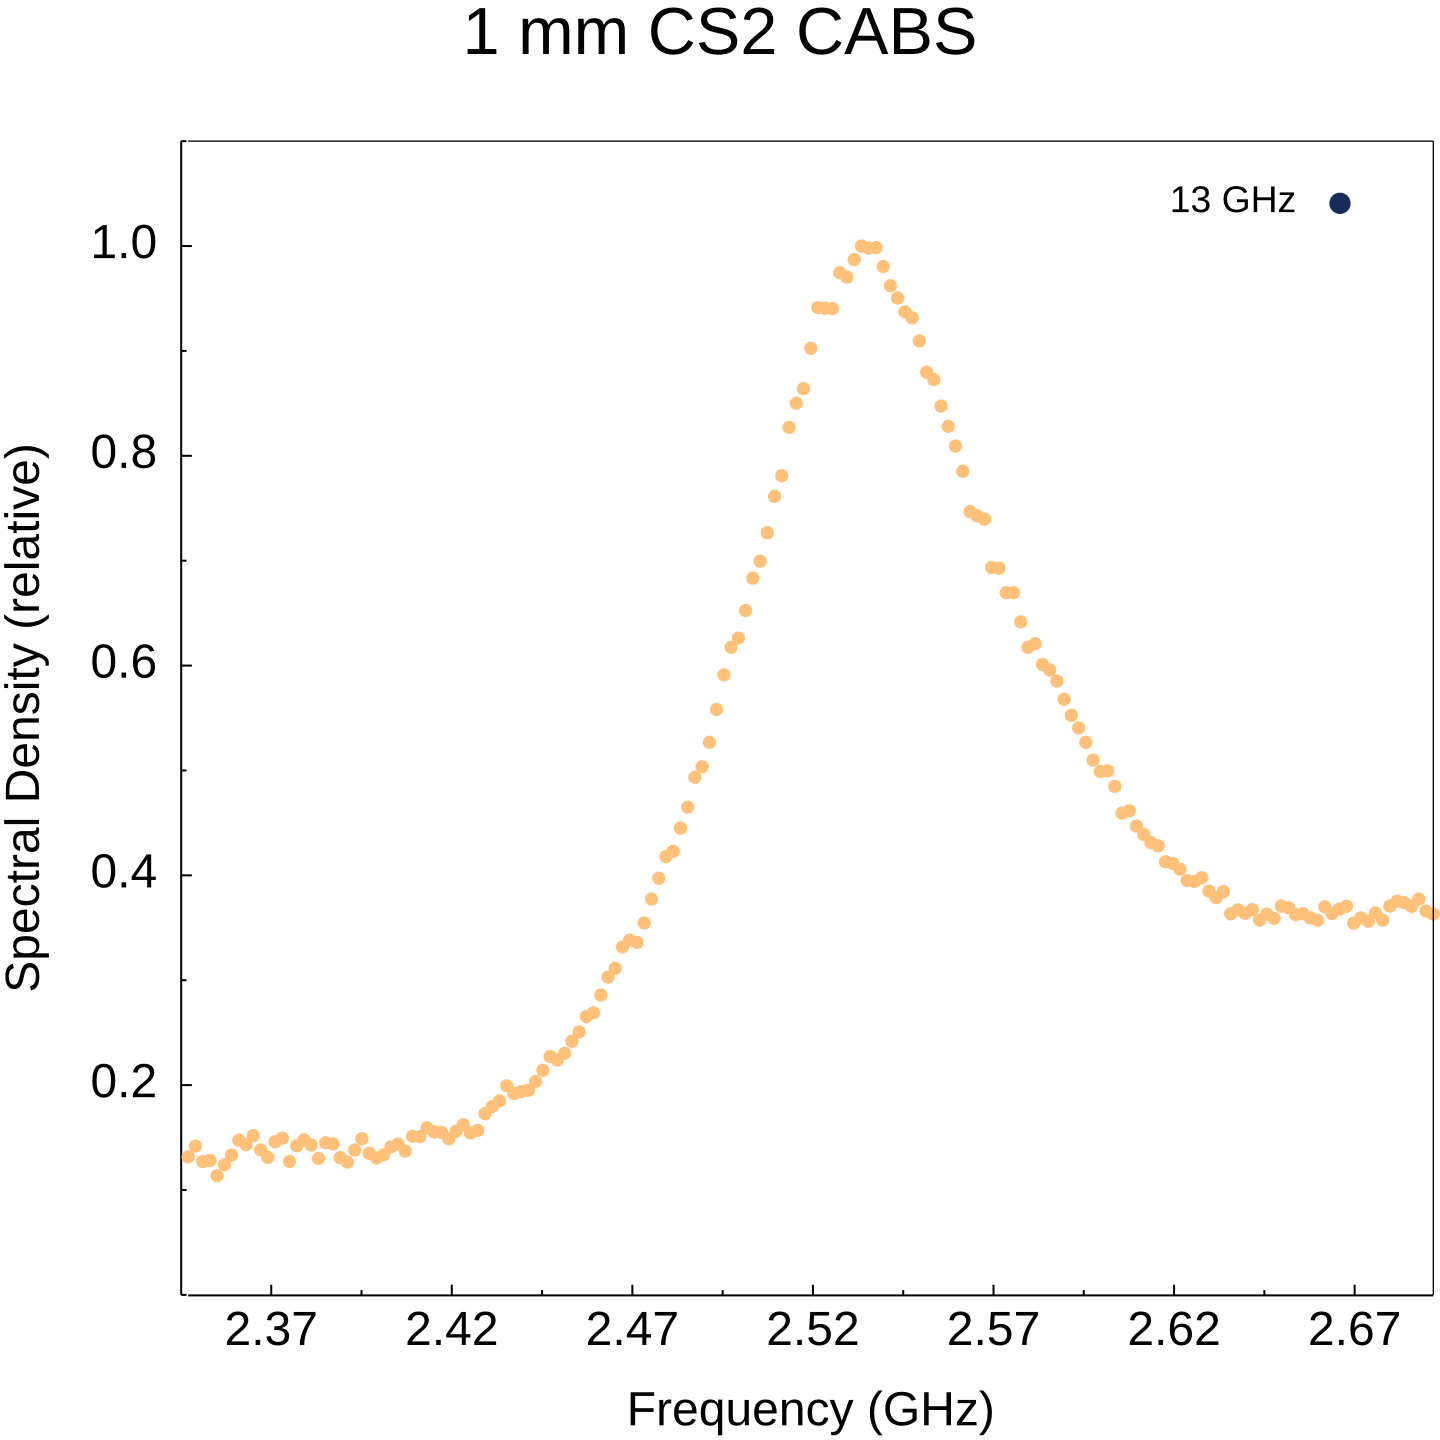 1 mm CS2 CABS
13 GHz
1.0
0.8
0.6
0.4
0.2
Spectral Density (relative)
2.37 2.42 2.47 2.52 2.57 2.62 2.67
Frequency (GHz)